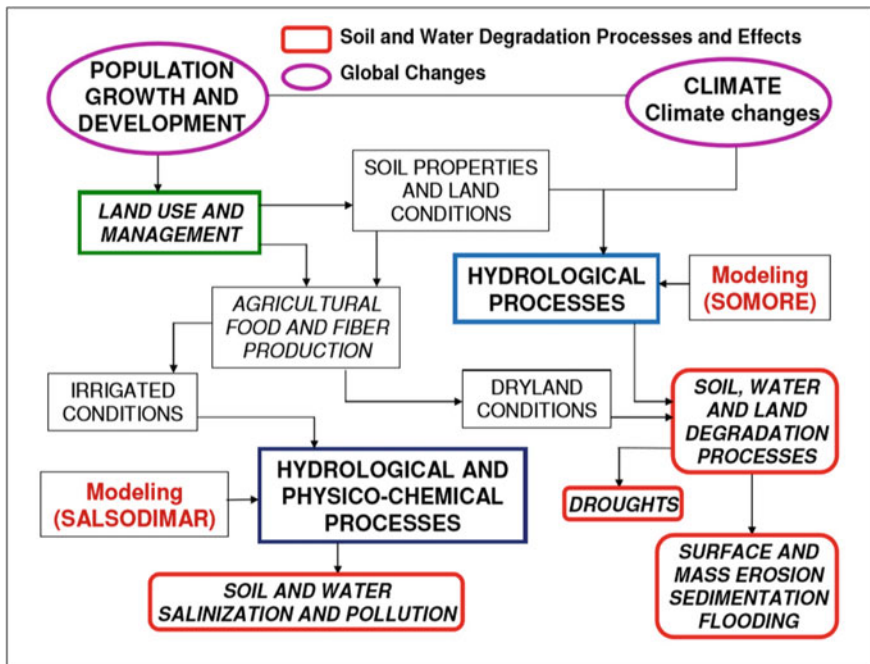 Soil and Water Degradation Processes and Effects
Global Changes
POPULATION
GROWTH AND
DEVELOPMENT
CLIMATE
Climate changes
SOIL PROPERTIES
AND LAND
CONDITIONS
LAND USE AND
MANAGEMENT
HYDROLOGICAL
PROCESSES
Modeling
(SOMORE)
AGRICULTURAL
FOOD AND FIBER
PRODUCTION
IRRIGATED
CONDITIONS
DRYLAND
CONDITIONS
SOIL, WATER
AND LAND
DEGRADATION
PROCESSES
HYDROLOGICAL AND
PHYSICO-CHEMICAL
PROCESSES
Modeling
(SALSODIMAR)
DROUGHTS
SURFACE AND
MASS EROSION
SEDIMENTATION
FLOODING
SOIL AND WATER
SALINIZATION AND POLLUTION